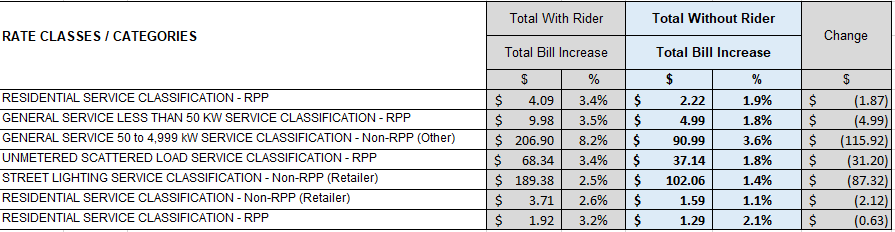 Total With Rider Total Without Rider
RATE CLASSES / CATEGORIES Change
Total Bill Increase Total Bill Increase
$ % $ % $
RESIDENTIAL SERVICE CLASSIFICATION - RPP $ 4.09 3.4% $ 2.22 1.9% $ (1.87)
GENERAL SERVICE LESS THAN 50 KW SERVICE CLASSIFICATION - RPP $ 9.98 3.5% $ 4.99 1.8% $ (4.99)
GENERAL SERVICE 50 to 4,999 kW SERVICE CLASSIFICATION - Non-RPP (Other) $ 206.90 8.2% $ 90.99 3.6% $ (115.92)
UNMETERED SCATTERED LOAD SERVICE CLASSIFICATION - RPP $ 68.34 3.4% $ 37.14 1.8% $ (31.20)
STREET LIGHTING SERVICE CLASSIFICATION - Non-RPP (Retailer) $ 189.38 2.5% $ 102.06 1.4% $ (87.32)
RESIDENTIAL SERVICE CLASSIFICATION - Non-RPP (Retailer) $ 3.71 2.6% $ 1.59 1.1% $ (2.12)
RESIDENTIAL SERVICE CLASSIFICATION - RPP $ 1.92 3.2% $ 1.29 2.1% $ (0.63)